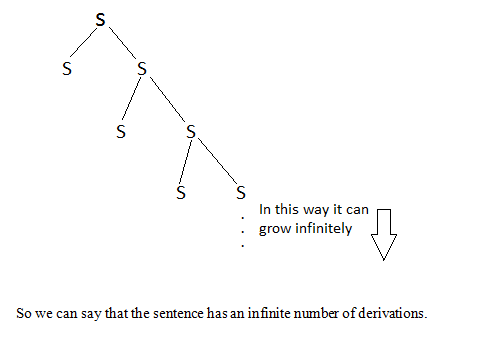 S
S S
S S
S S
In this way it can
grow infinitely
So we can say that the sentence has an infinite number of derivations.